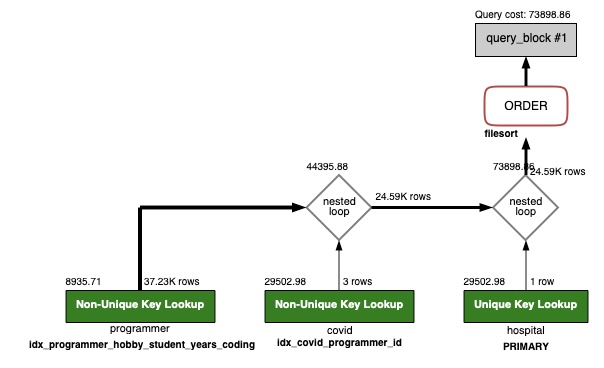 Query cost: 73898.86
query_block #1
ORDER
filesort
44395.88
73898.86
24.59K rows
nested
loop
24.59K rows
nested
loop
8935.71
37.23K rows
29502.98
3 rows
29502.98
1 row
Non-Unique Key Lookup
Non-Unique Key Lookup
Unique Key Lookup
programmer
covid
hospital
idx_programmer_hobby_student_years_coding
idx_covid_programmer_id
PRIMARY